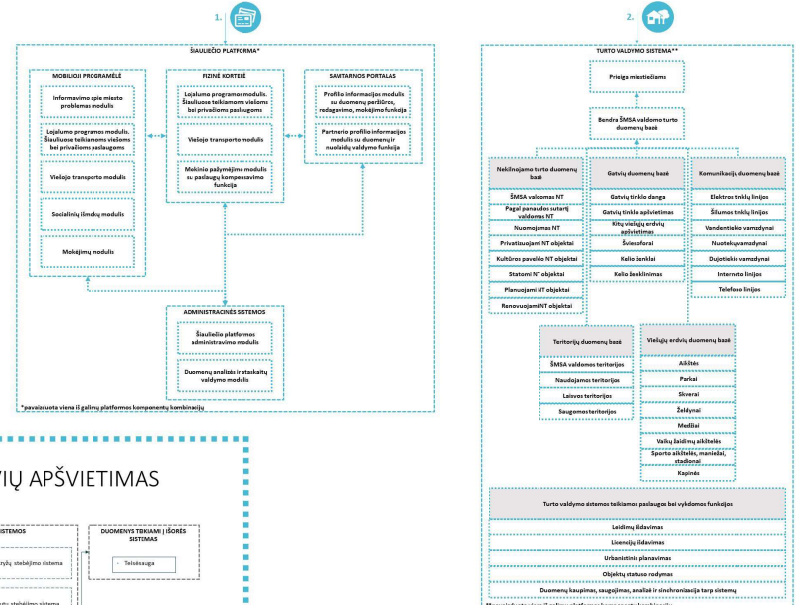 1.
ŠIAULIEČIO PLATFORMA*
MOBILIOJI PROGRAMĖLĖ
Informavimo apie miesto
problemas modulis
Lojalumo programos modulis.
Šiauliuose teikianoms viešoms
bei privačioms paslaugoms
Viešojo transporto modulis
Socialinių išmokų modulis
Mokėjimų nodulis
FIZINĖ KORTELĖ
Lojalumo programos modulis.
Šiauliuose teikiamom viešoms
bei privačioms paslaugoms
Viešojo transporto modulis
Mokinio pažymėjimu modulis
su paslaugų kompensavimo
funkcija
SAVITARNOS PORTALAS
Profilio informacijos modulis
su duomenų peržiūros,
redagavimo, mokėjimo funkcija
Partnerio profilio informacijos
modulis su duomenų ir
nuolaidų valdymo funkcija
ADMINISTRACINĖS SISTEMOS
Šiauliečio platformos
administravimo modulis
Duomenų analizės ir ataskaitų
valdymo modulis
*pavaizuota viena iš galimų platformos komponentų kombinacijų
2.
TURTO VALDYMO SISTEMA**
Prieiga miestiečiams
Bendra ŠMSA valdomo turto
duomenų bazė
Nekilnojamo turto duomenų
bazė
ŠMSA valdomas NT
Pagal panaudos sutartį
valdomas NT
Nuomojamas NT
Privatizuojami NT objektai
Kultūros paveldo NT objektai
Statomi NT objektai
Planuojami NT objektai
Renovuojami NT objektai
Gatvių duomenų bazė
Gatvių tinklo danga
Gatvių tinklo apšvietimas
Kitų viešųjų erdvių
apšvietimas
Šviesoforai
Kelio ženklai
Kelio ženklinimas
Komunikacijų duomenų bazė
Elektros tinklų linijos
Šilumos tinklų linijos
Vandentiekio vamzdynai
Nuotekų vamzdynai
Dujotiekis vamzdynai
Interneto linijos
Telefono linijos
Teritorijų duomenų bazė
ŠMSA valdomos teritorijos
Naudojamos teritorijos
Laisvos teritorijos
Saugomos teritorijos
Viešųjų erdvių duomenų bazė
Aikštės
Parkai
Skverai
Želdynai
Medžiai
Vaikų žaidimų aikštelės
Sporto aikštelės, maniežai,
stadionai
Kapinės
Turto valdymo sistemos teikiamos paslaugos bei vykdomos funkcijos
Leidimų išdavimas
Licencijų išdavimas
Urbanistinis planavimas
Objektų statuso rodymas
Duomenų kaupimas, saugojimas, analizė ir sinchronizacija tarp sistemų
APŠVIETIMAS
DUOMENYS TEIKIAMI Į IŠORĖS
SISTEMAS
- Teisėsauga
stebėjimo sistema
stebėjimo sistema